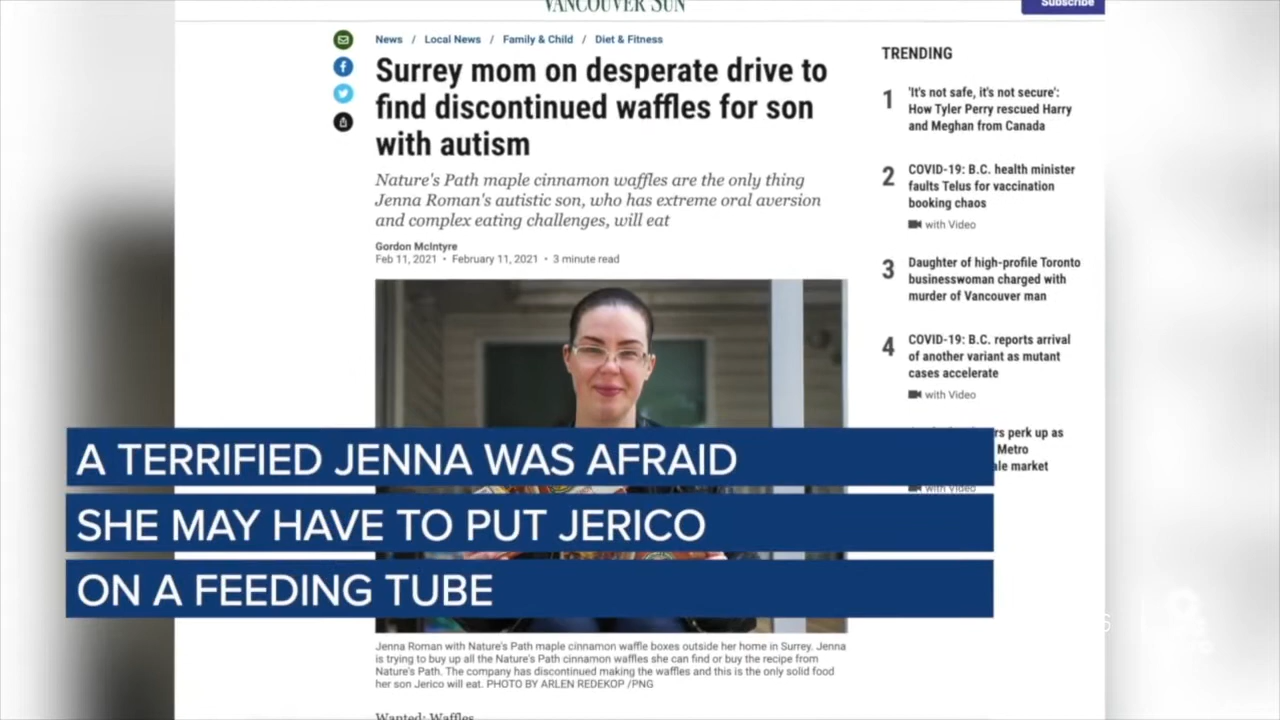 VANCOUVER SUN
Subscribe
News / Local News / Family & Child / Diet & Fitness
Surrey mom on desperate drive to
find discontinued waffles for son
with autism
Nature's Path maple cinnamon waffles are the only thing
Jenna Roman's autistic son, who has extreme oral aversion
and complex eating challenges, will eat
Gordon McIntyre
Feb 11, 2021 • February 11, 2021 • 3 minute read
TRENDING
1 'It's not safe, it's not secure':
How Tyler Perry rescued Harry
and Meghan from Canada
2 COVID-19: B.C. health minister
faults Telus for vaccination
booking chaos
with Video
3 Daughter of high-profile Toronto
businesswoman charged with
murder of Vancouver man
4 COVID-19: B.C. reports arrival
of another variant as mutant
cases accelerate
with Video
perk up as
Metro
market
with Video
A TERRIFIED JENNA WAS AFRAID
SHE MAY HAVE TO PUT JERICO
ON A FEEDING TUBE
Jenna Roman with Nature's Path maple cinnamon waffle boxes outside her home in Surrey. Jenna
is trying to buy up all the Nature's Path cinnamon waffles she can find or buy the recipe from
Nature's Path. The company has discontinued making the waffles and this is the only solid food
her son Jerico will eat. PHOTO BY ARLEN REDEKOP /PNG
Wanted: Waffles